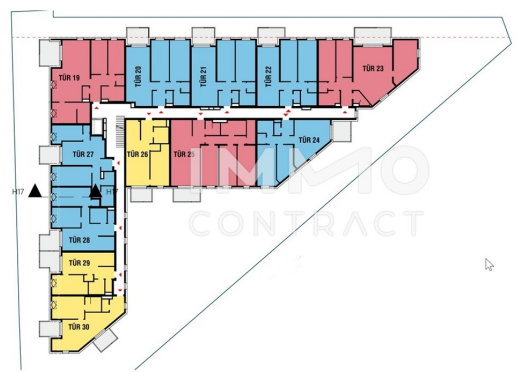 TÜR 19
TÜR 20
TÜR 21
TÜR 22
TÜR 23
TÜR 24
TÜR 25
TÜR 26
TÜR 27
H17
H17
TÜR 28
TÜR 29
TÜR 30
IMMO
CONTRACT